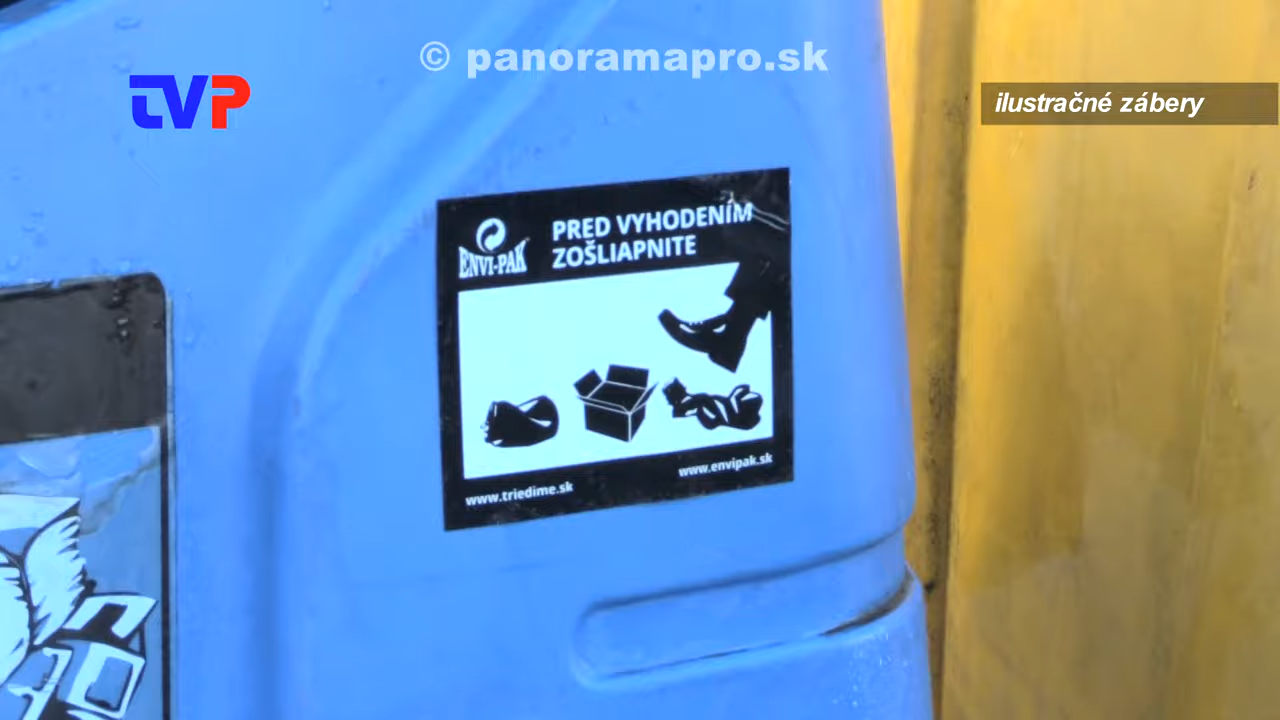 © panoramapro.sk
TVP
ilustračné zábery
PRED VYHODENÍM
ZOŠLIAPNITE
ENVI-PAK
www.triedime.sk
www.envipak.sk